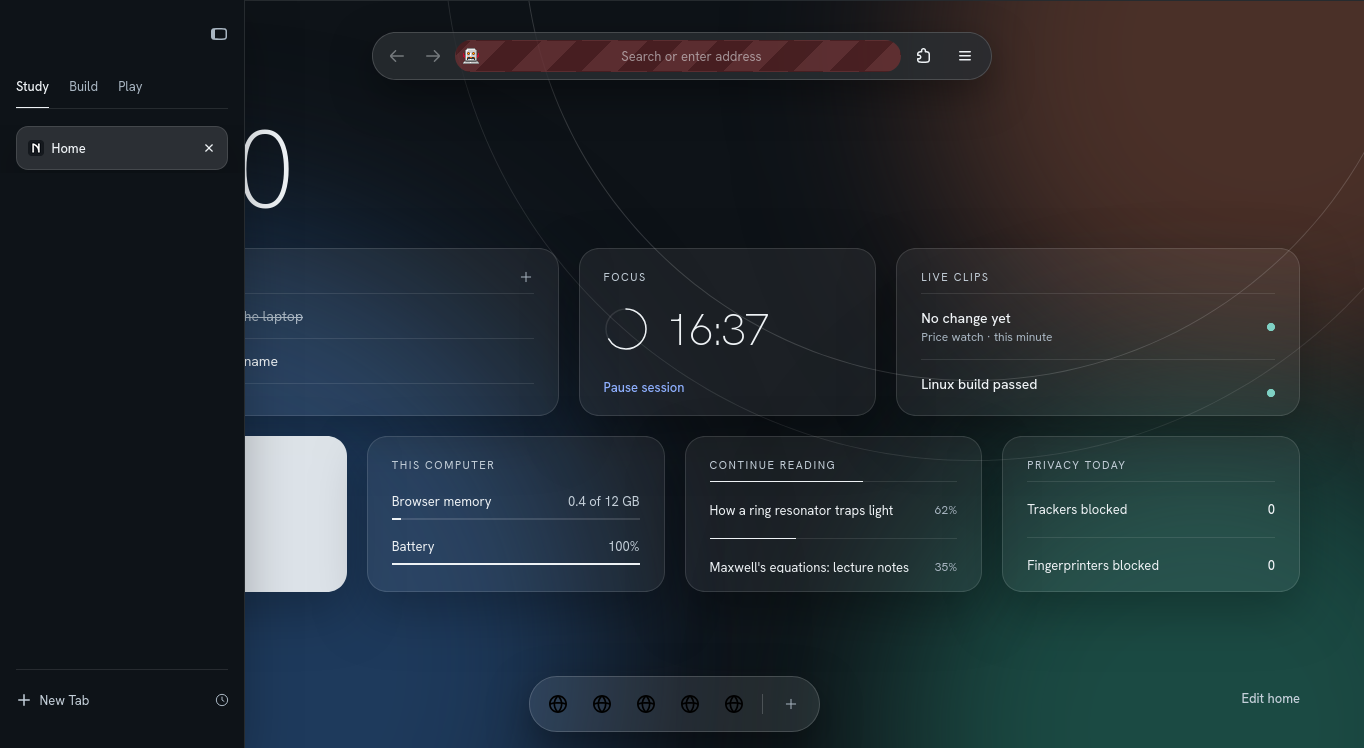 Search or enter address
Study Build Play
N Home
0
FOCUS
LIVE CLIPS
he laptop
name
16:37
Pause session
No change yet
Price watch · this minute
Linux build passed
THIS COMPUTER
Browser memory 0.4 of 12 GB
Battery 100%
CONTINUE READING
How a ring resonator traps light 62%
Maxwell's equations: lecture notes 35%
PRIVACY TODAY
Trackers blocked 0
Fingerprinters blocked 0
New Tab
Edit home